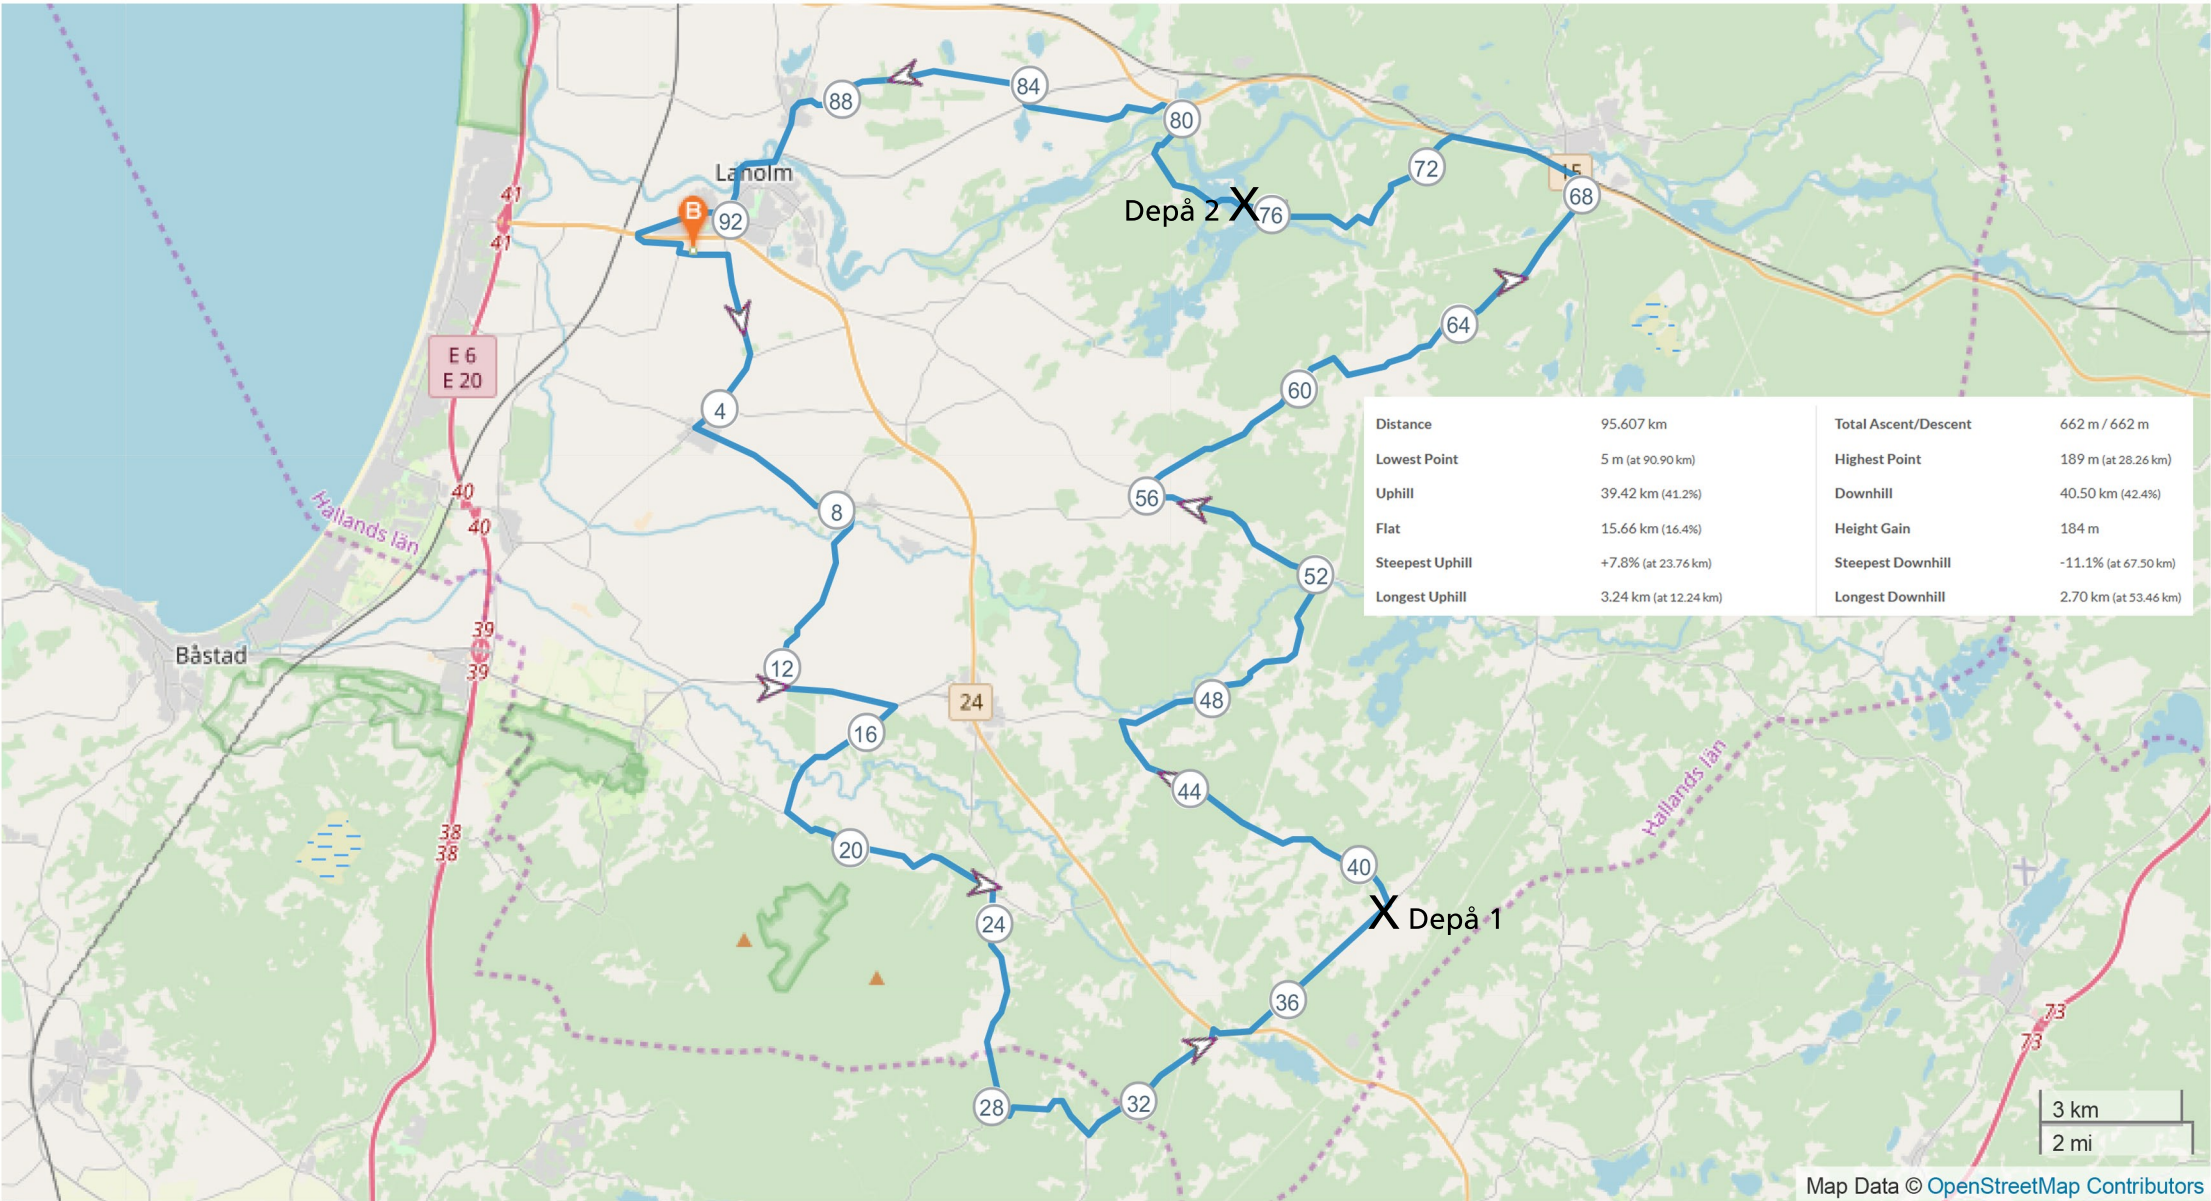 84
88
80
15
72
68
Laholm
41
B
92
Depå 2
X
76
41
64
E 6
E 20
60
4
Distance 95.607 km Total Ascent/Descent 662 m / 662 m
Lowest Point 5 m (at 90.90 km) Highest Point 189 m (at 28.26 km)
Uphill 39.42 km (41.2%) Downhill 40.50 km (42.4%)
Flat 15.66 km (16.4%) Height Gain 184 m
Steepest Uphill +7.8% (at 23.76 km) Steepest Downhill -11.1% (at 67.50 km)
Longest Uphill 3.24 km (at 12.24 km) Longest Downhill 2.70 km (at 53.46 km)
40
56
8
40
Hallands län
52
39
Båstad
12
39
24
48
16
Hallands län
44
38
20
38
40
X Depå 1
24
36
73
73
28
32
3 km
2 mi
Map Data © OpenStreetMap Contributors